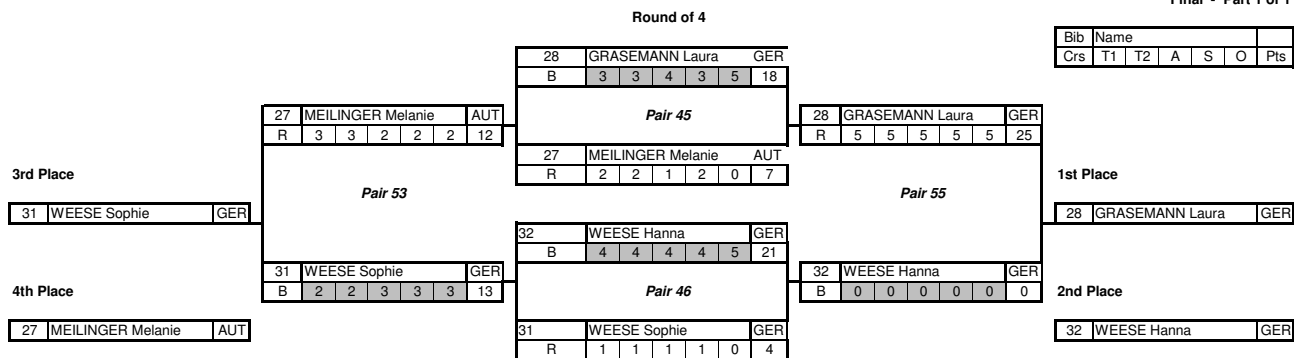 Final - Part 1 of 1
Round of 4
Bib Name
Crs T1 T2 A S O Pts
28 GRASEMANN Laura GER
B 3 3 4 3 5 18
27 MEILINGER Melanie AUT
R 3 3 2 2 2 12
Pair 45
28 GRASEMANN Laura GER
R 5 5 5 5 5 25
27 MEILINGER Melanie AUT
R 2 2 1 2 0 7
3rd Place
Pair 53
Pair 55
1st Place
31 WEESE Sophie GER
28 GRASEMANN Laura GER
32 WEESE Hanna GER
B 4 4 4 4 5 21
31 WEESE Sophie GER
B 2 2 3 3 3 13
Pair 46
32 WEESE Hanna GER
B 0 0 0 0 0 0
4th Place
2nd Place
27 MEILINGER Melanie AUT
31 WEESE Sophie GER
R 1 1 1 1 0 4
32 WEESE Hanna GER